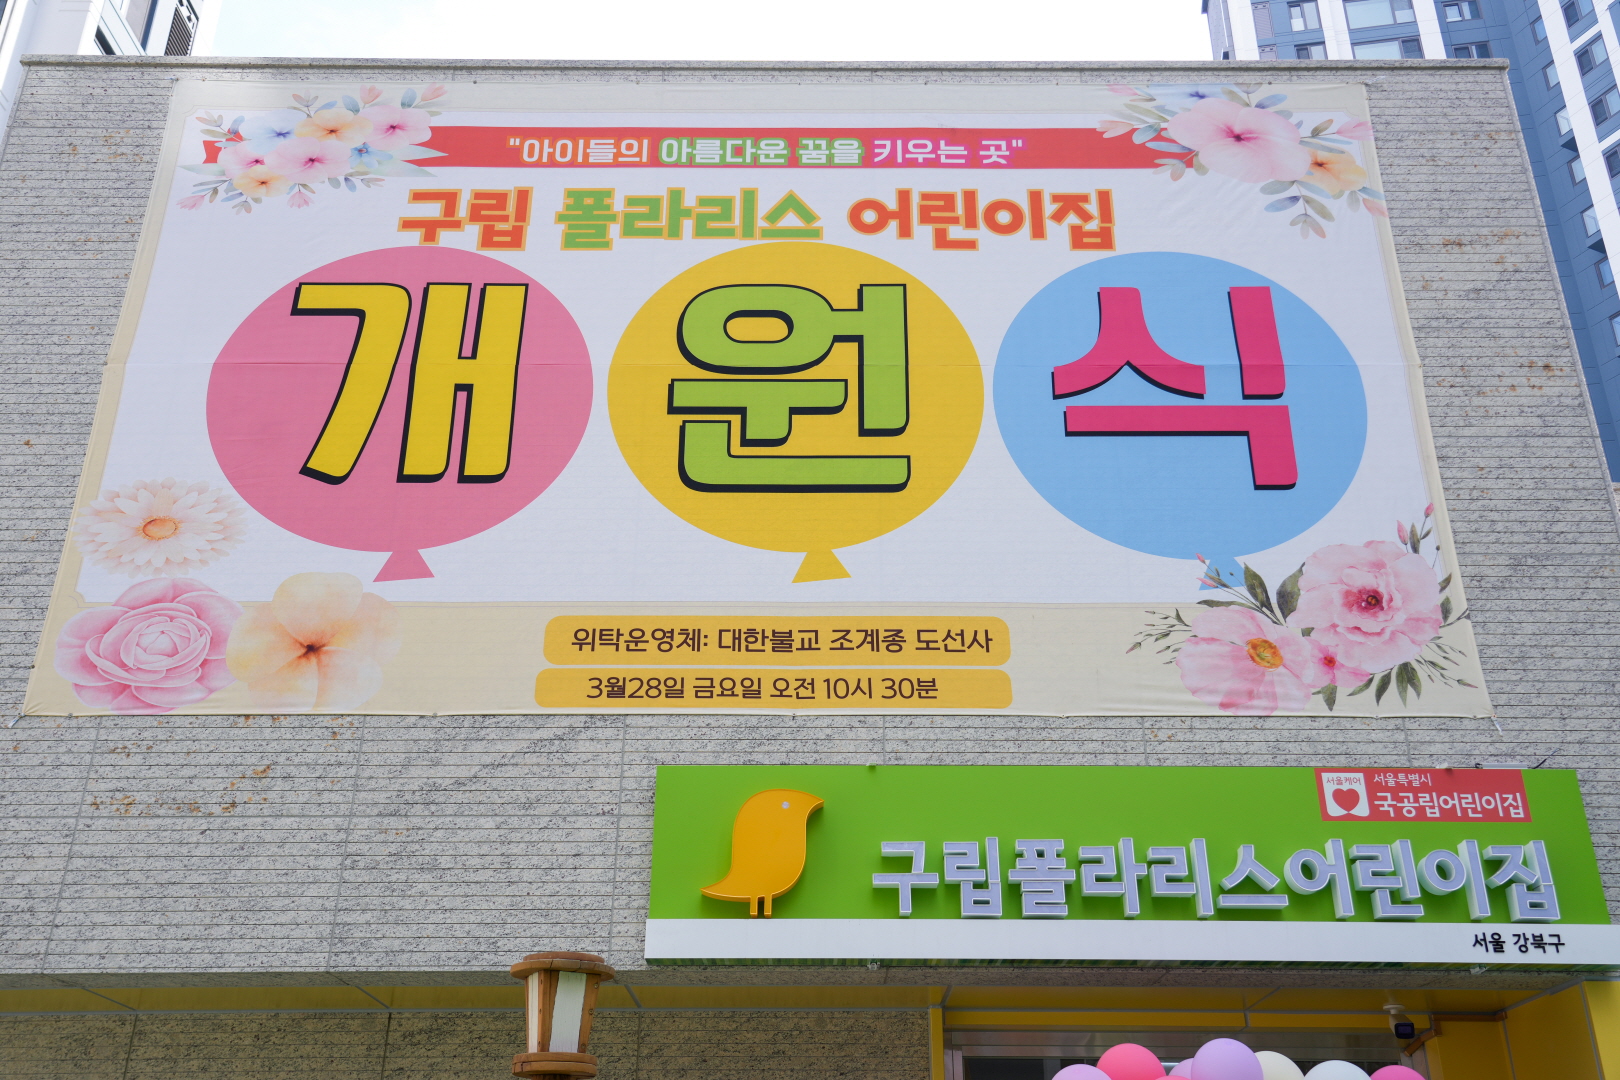 "아이들의 아름다운 꿈을 키우는 곳"
구립 폴라리스 어린이집
개원식
위탁운영체: 대한불교 조계종 도선사
3월28일 금요일 오전 10시 30분
서울케어
서울특별시
국공립어린이집
구립폴라리스어린이집
서울 강북구